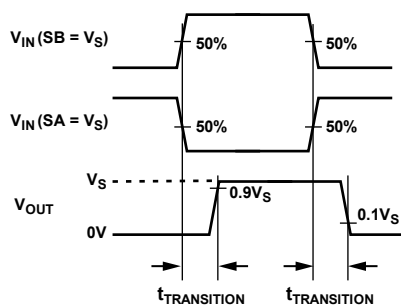 V_IN (SB = V_S)
50%
50%
V_IN (SA = V_S)
50%
50%
V_S
0.9V_S
V_OUT
0.1V_S
0V
t_TRANSITION
t_TRANSITION